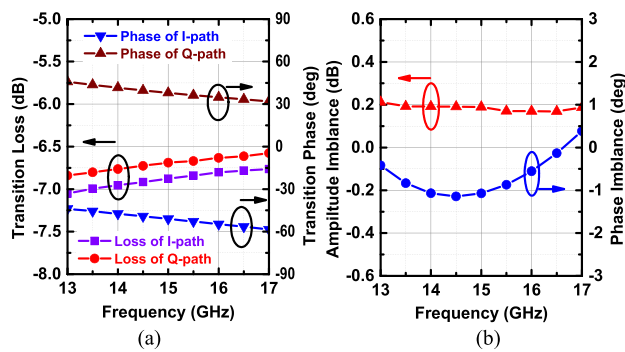 -5.0
-5.5
-6.0
-6.5
-7.0
-7.5
-8.0
Transition Loss (dB)
Phase of I-path
Phase of Q-path
Loss of I-path
Loss of Q-path
90
60
30
0
-30
-60
-90
Transition Phase (deg)
13 14 15 16 17
Frequency (GHz)
(a)
0.6
0.4
0.2
0.0
-0.2
-0.4
-0.6
Amplitude Imblance (dB)
3
2
1
0
-1
-2
-3
Phase Imblance (deg)
13 14 15 16 17
Frequency (GHz)
(b)